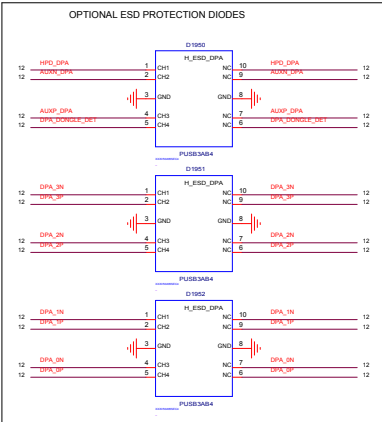 OPTIONAL ESD PROTECTION DIODES
D1950
H_ESD_DPA
12 HPD_DPA 1 CH1 NC 10 HPD_DPA 12
12 AUXN_DPA 2 CH2 NC 9 AUXN_DPA 12
3 GND GND 8
12 AUXP_DPA 4 CH3 NC 7 AUXP_DPA 12
12 DPA_DONGLE_DET 5 CH4 NC 6 DPA_DONGLE_DET 12
PUSB3AB4
D1951
H_ESD_DPA
12 DPA_3N 1 CH1 NC 10 DPA_3N 12
12 DPA_3P 2 CH2 NC 9 DPA_3P 12
3 GND GND 8
12 DPA_2N 4 CH3 NC 7 DPA_2N 12
12 DPA_2P 5 CH4 NC 6 DPA_2P 12
PUSB3AB4
D1952
H_ESD_DPA
12 DPA_1N 1 CH1 NC 10 DPA_1N 12
12 DPA_1P 2 CH2 NC 9 DPA_1P 12
3 GND GND 8
12 DPA_0N 4 CH3 NC 7 DPA_0N 12
12 DPA_0P 5 CH4 NC 6 DPA_0P 12
PUSB3AB4